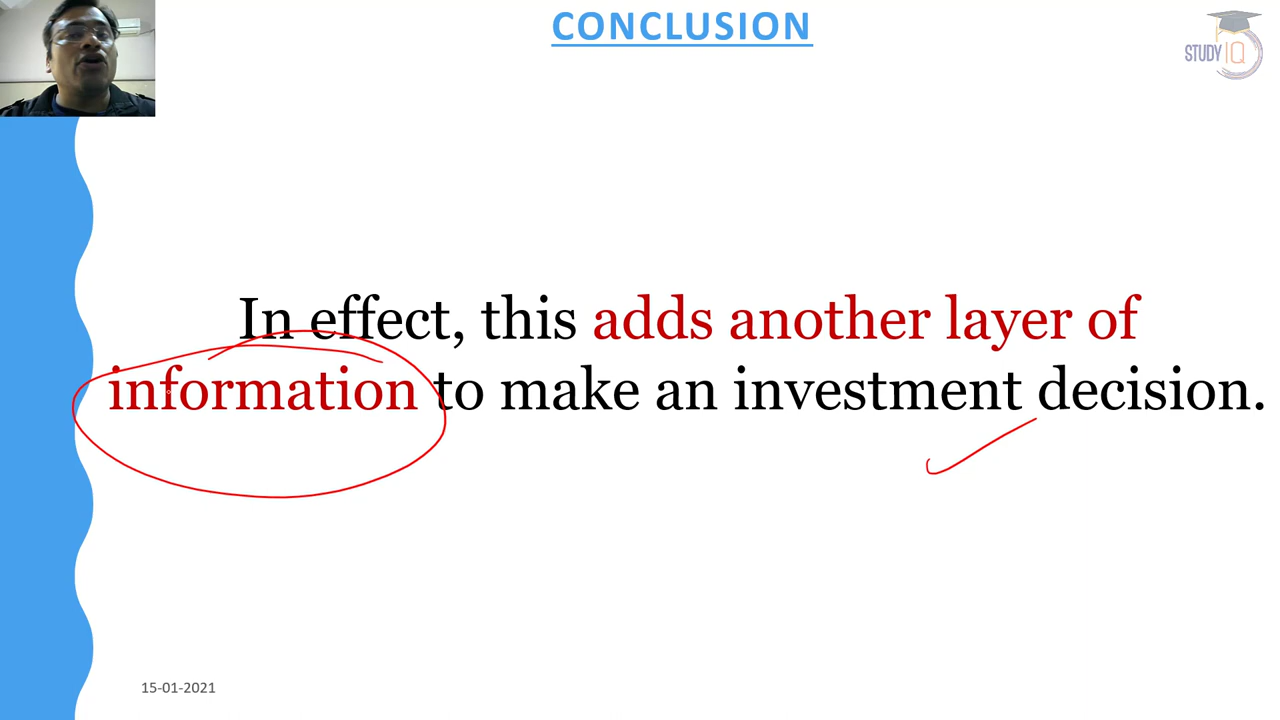 CONCLUSION
STUDY IQ
In effect, this adds another layer of
information to make an investment decision.
15-01-2021